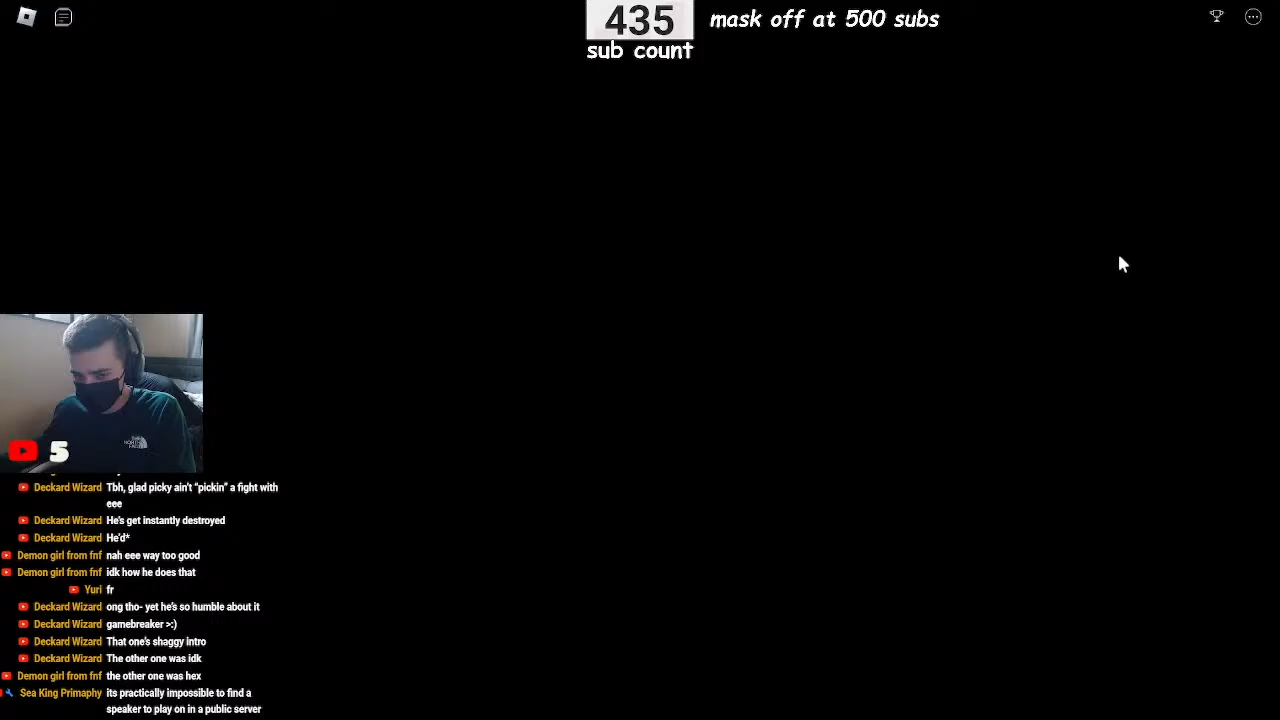 435
mask off at 500 subs
sub count
THE NORTH FACE
5
Deckard Wizard Tbh, glad picky ain't “pickin” a fight with
eee
Deckard Wizard He's get instantly destroyed
Deckard Wizard He'd*
Demon girl from fnf nah eee way too good
Demon girl from fnf idk how he does that
Yuri fr
Deckard Wizard ong tho- yet he's so humble about it
Deckard Wizard gamebreaker >:)
Deckard Wizard That one's shaggy intro
Deckard Wizard The other one was idk
Demon girl from fnf the other one was hex
Sea King Primaphy its practically impossible to find a
speaker to play on in a public server